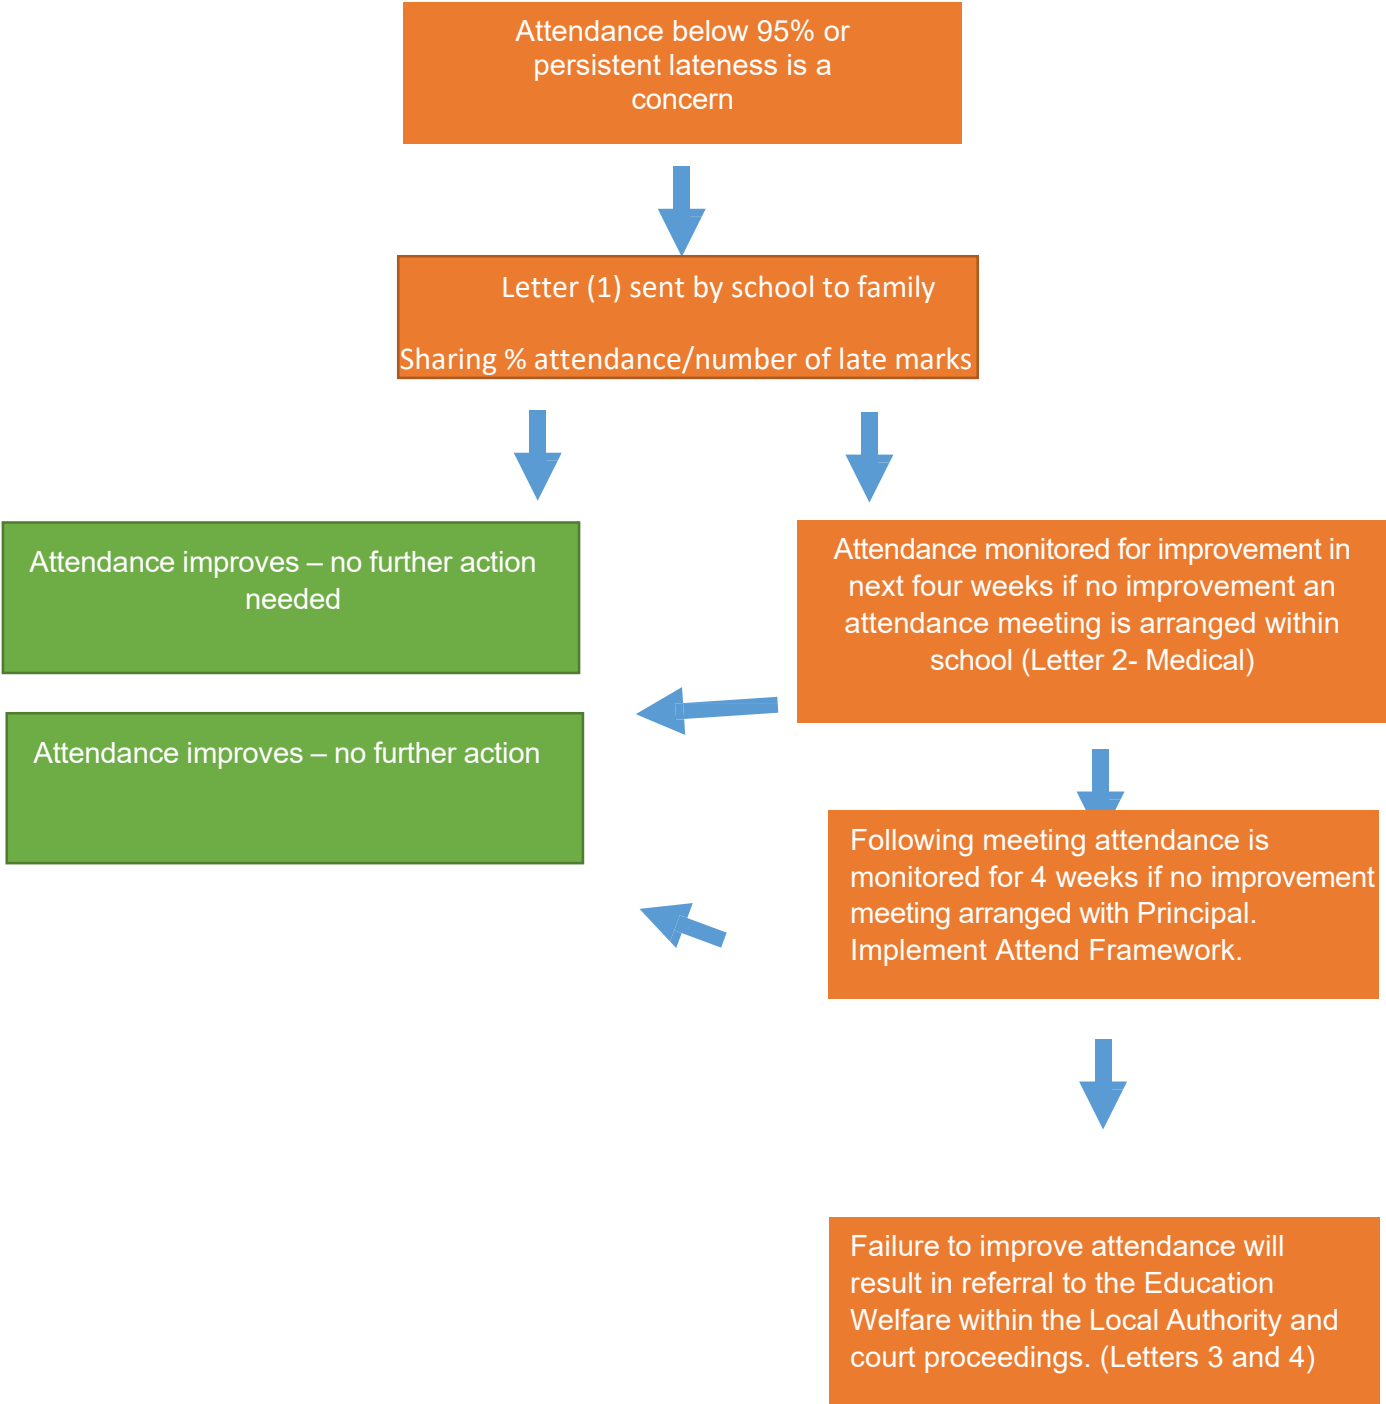 Attendance below 95% or
persistent lateness is a
concern
Letter (1) sent by school to family
Sharing % attendance/number of late marks
Attendance improves – no further action
needed
Attendance monitored for improvement in
next four weeks if no improvement an
attendance meeting is arranged within
school (Letter 2- Medical)
Attendance improves – no further action
Following meeting attendance is
monitored for 4 weeks if no improvement
meeting arranged with Principal.
Implement Attend Framework.
Failure to improve attendance will
result in referral to the Education
Welfare within the Local Authority and
court proceedings. (Letters 3 and 4)